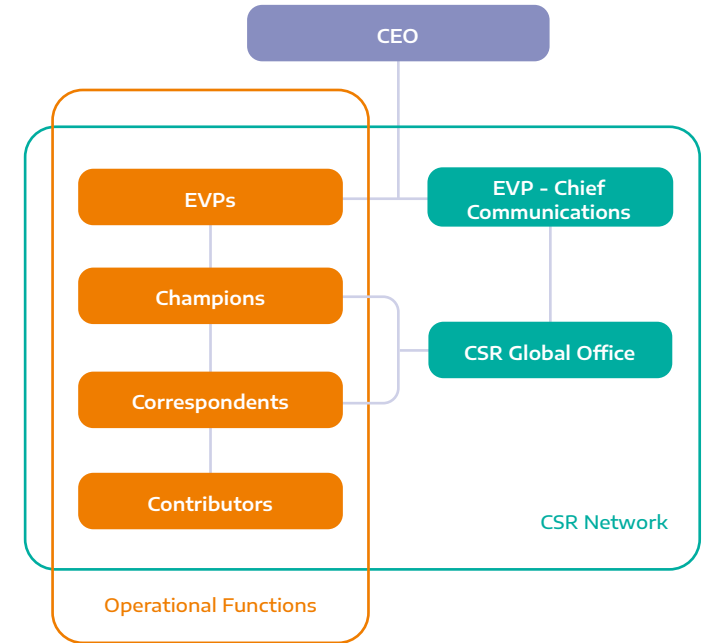 CEO
EVPs
EVP - Chief
Communications
Champions
CSR Global Office
Correspondents
Contributors
CSR Network
Operational Functions